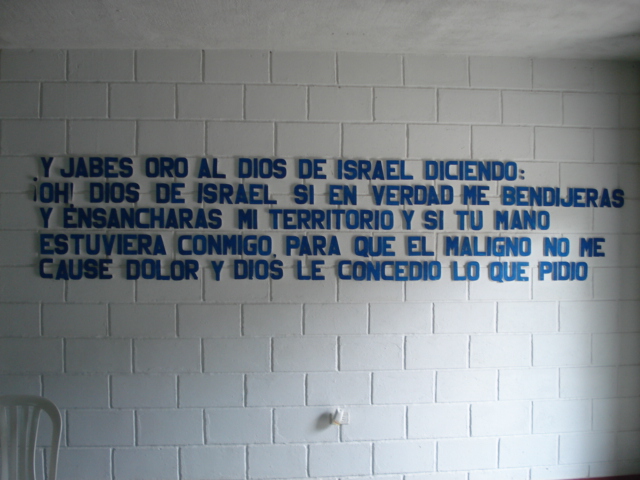 Y JABES ORO AL DIOS DE ISRAEL DICIENDO:
¡OH! DIOS DE ISRAEL SI EN VERDAD ME BENDIJERAS
Y ENSANCHARAS MI TERRITORIO Y SI TU MANO
ESTUVIERA CONMIGO, PARA QUE EL MALIGNO NO ME
CAUSE DOLOR Y DIOS LE CONCEDIO LO QUE PIDIO